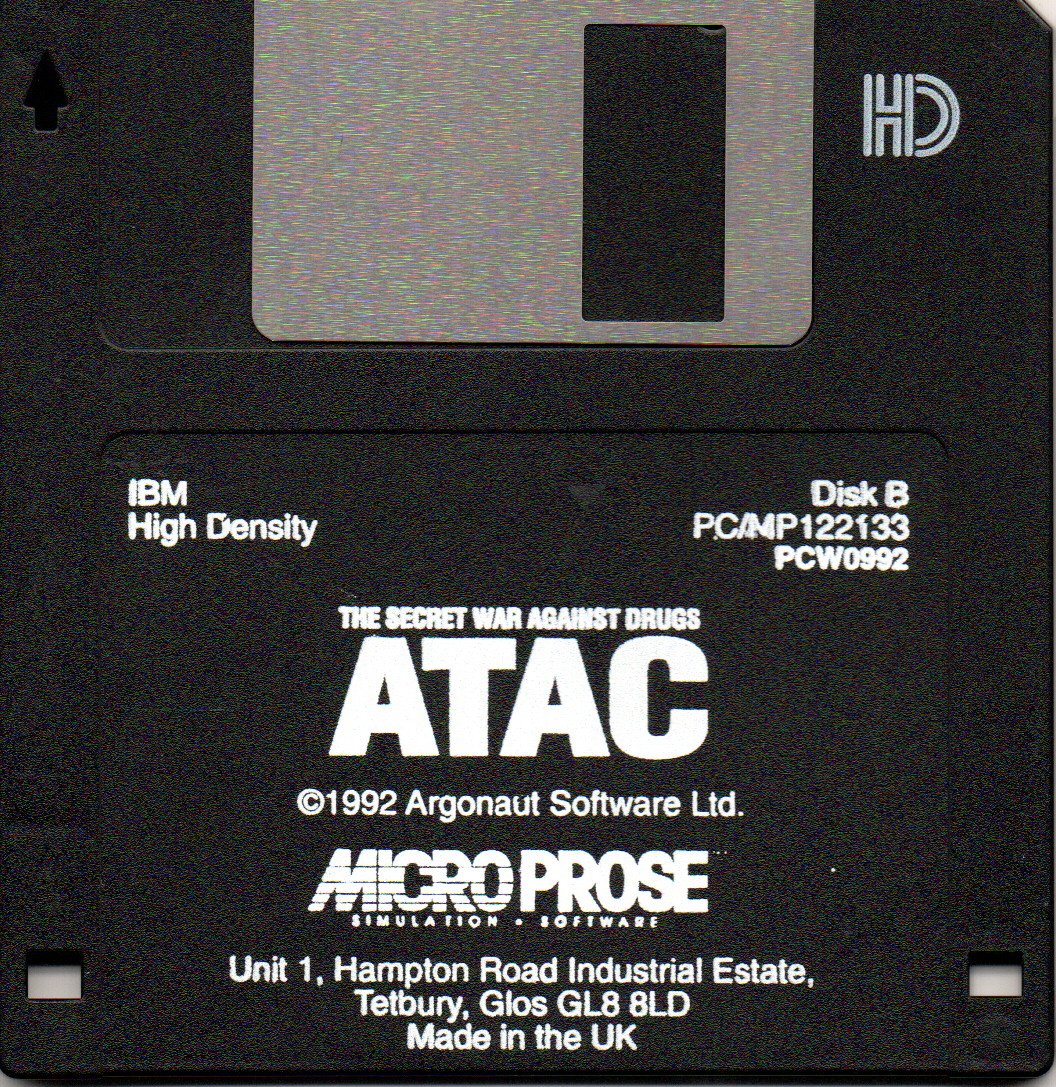 HD
IBM
High Density
Disk B
PC/MP122133
PCW0992
THE SECRET WAR AGAINST DRUGS
ATAC
©1992 Argonaut Software Ltd.
MICROPROSE
SIMULATION • SOFTWARE
Unit 1, Hampton Road Industrial Estate,
Tetbury, Glos GL8 8LD
Made in the UK